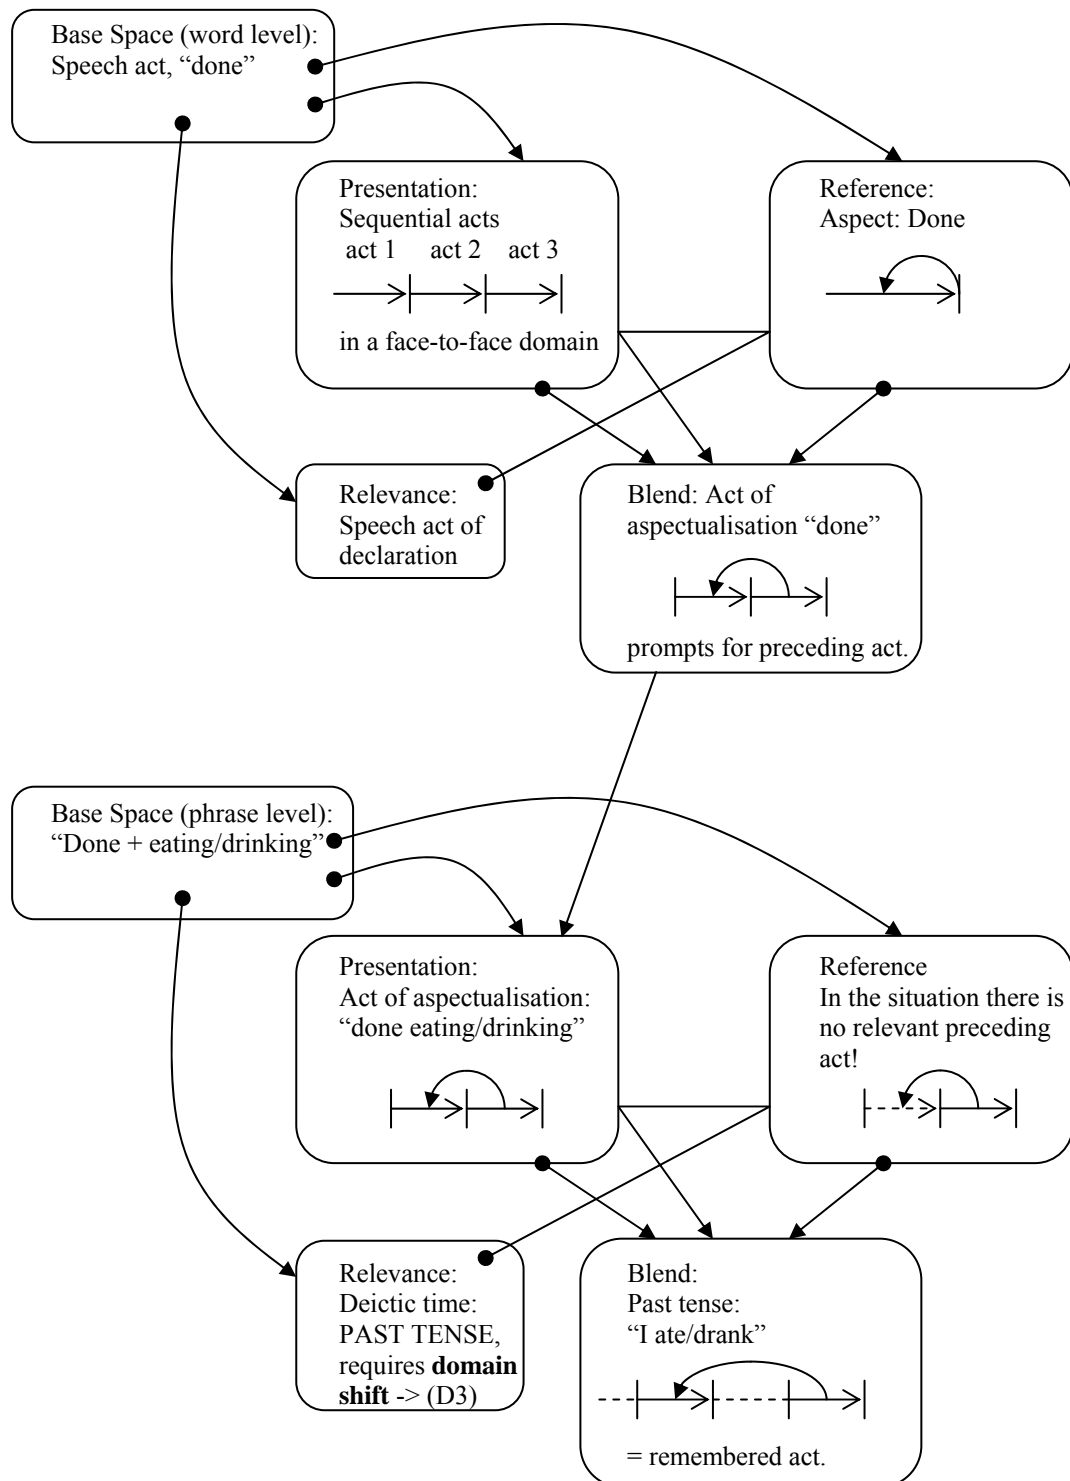 Base Space (word level):
Speech act, “done”
Presentation:
Sequential acts
act 1 act 2 act 3
in a face-to-face domain
Reference:
Aspect: Done
Relevance:
Speech act of
declaration
Blend: Act of
aspectualisation “done”
prompts for preceding act.
Base Space (phrase level):
“Done + eating/drinking”
Presentation:
Act of aspectualisation:
“done eating/drinking”
Reference
In the situation there is
no relevant preceding
act!
Relevance:
Deictic time:
PAST TENSE,
requires domain
shift -> (D3)
Blend:
Past tense:
“I ate/drank”
= remembered act.